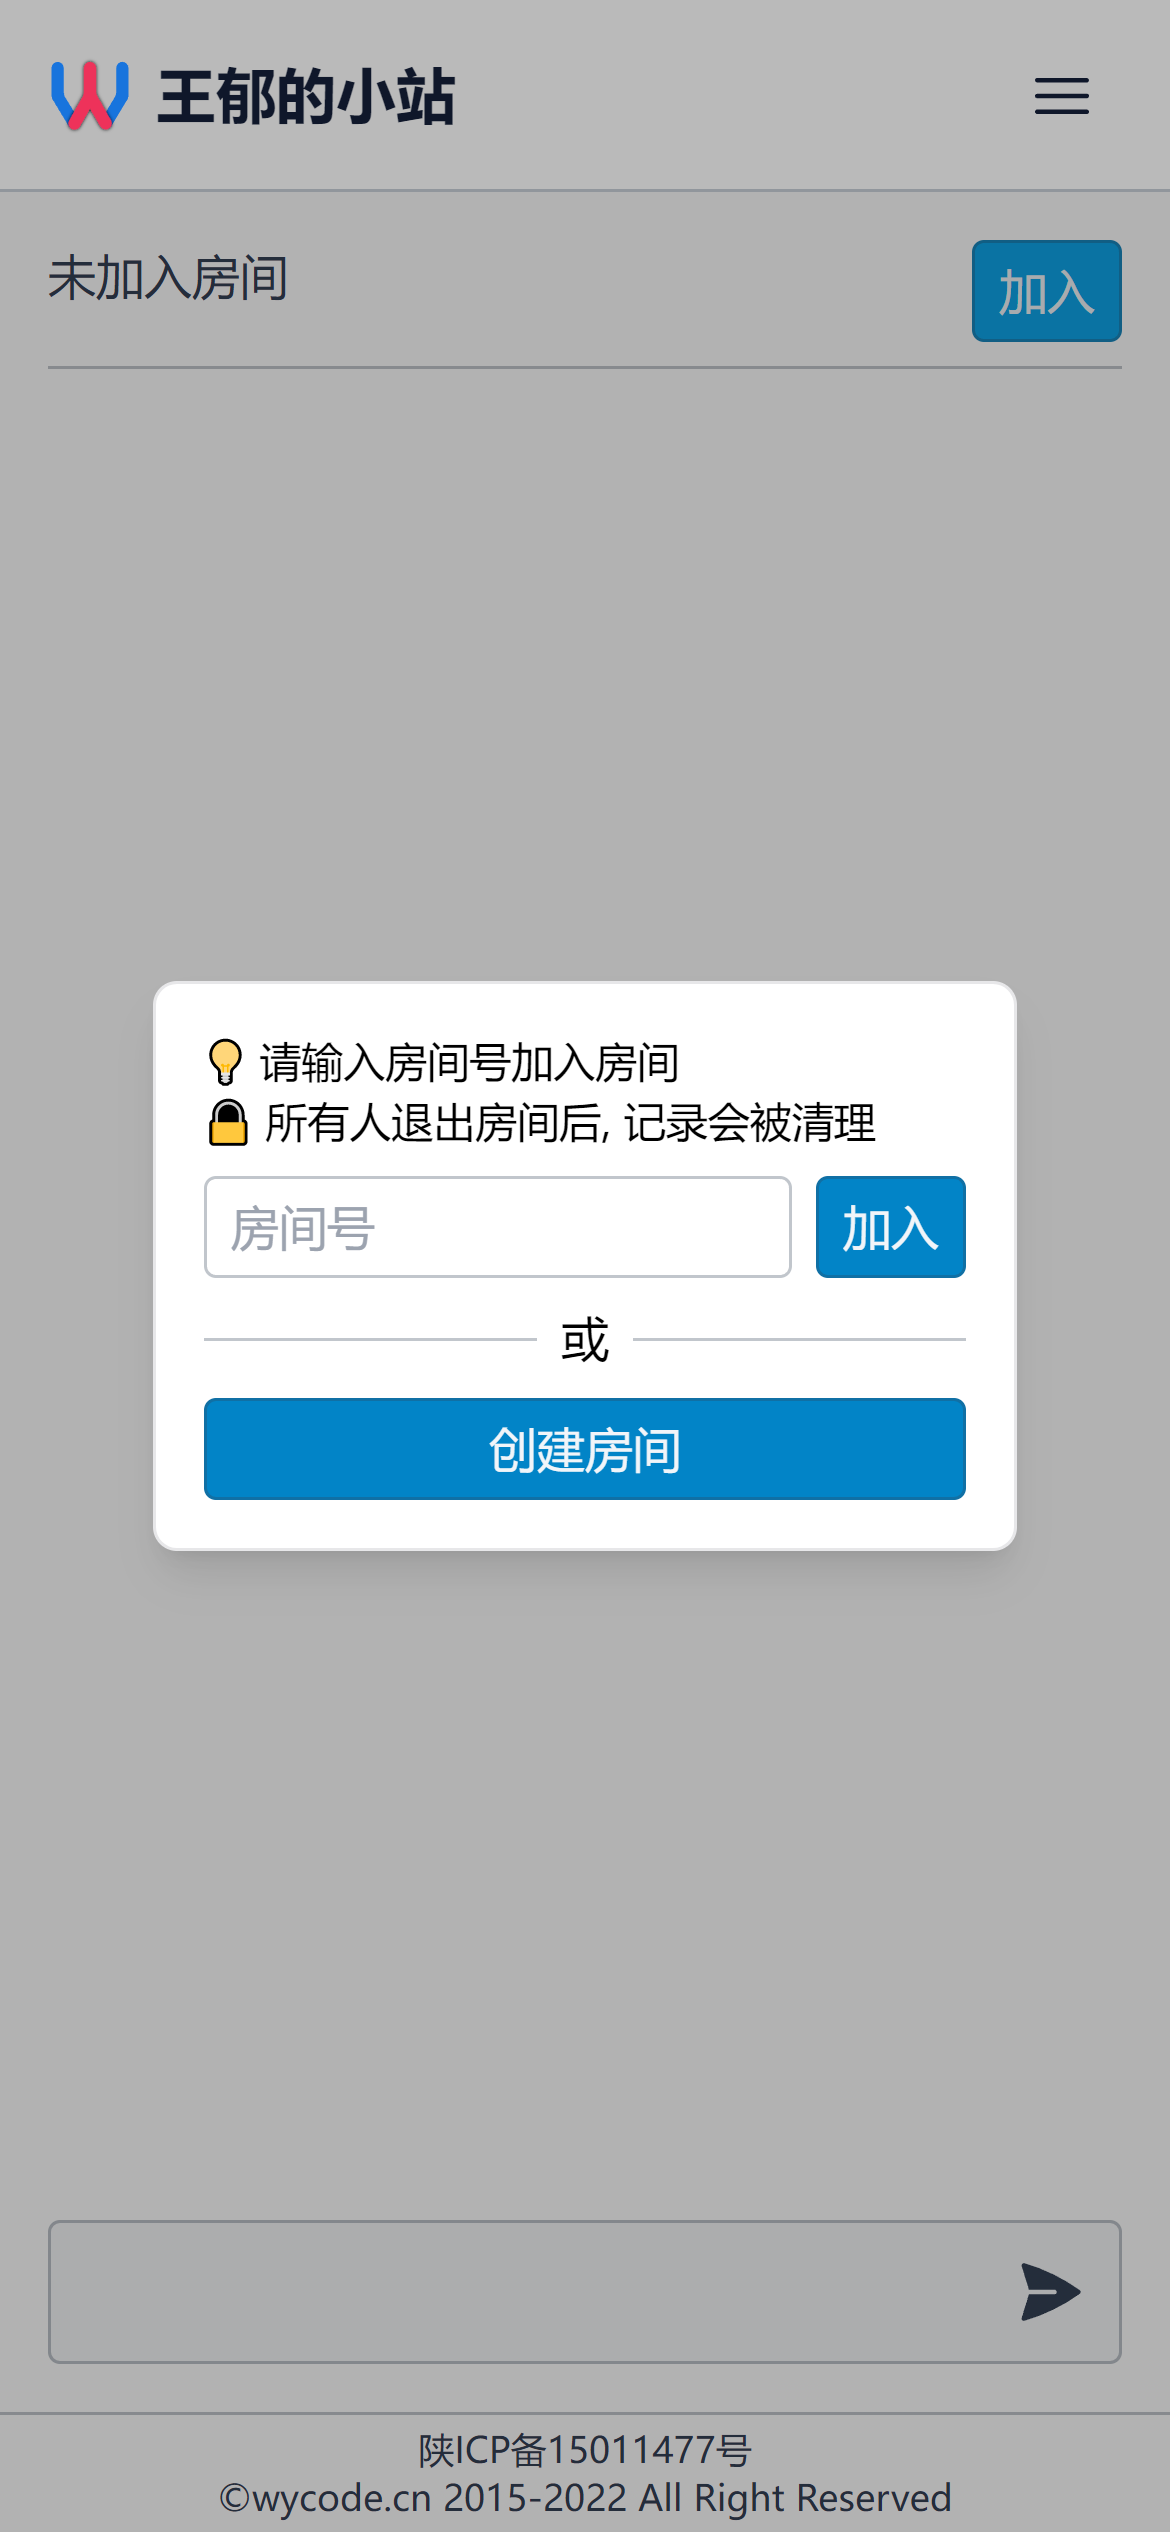 王郁的小站
未加入房间
加入
💡 请输入房间号加入房间
🔒 所有人退出房间后, 记录会被清理
房间号
加入
或
创建房间
陕ICP备15011477号
©wycode.cn 2015-2022 All Right Reserved